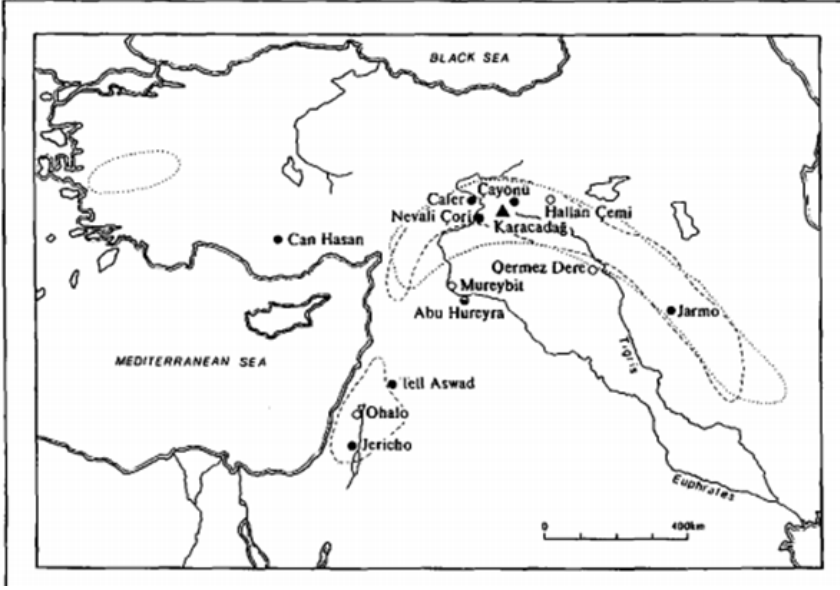 BLACK SEA
Cafer
Çayönü
Hallan Çemi
Nevali Çori
Karacadağ
Can Hasan
Qermez Dere
Mureybit
Abu Hureyra
Jarmo
Tigris
MEDITERRANEAN SEA
Tell Aswad
Ohalo
Jericho
Euphrates
0 400km